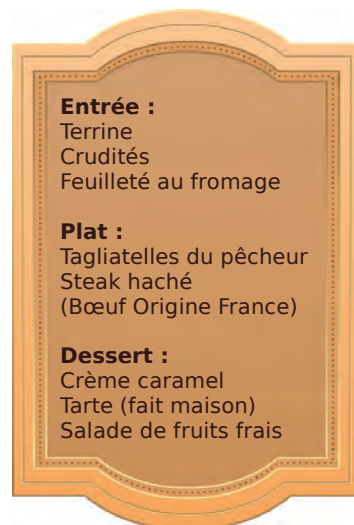 Entrée :
Terrine
Crudités
Feuilleté au fromage
Plat :
Tagliatelles du pêcheur
Steak haché
(Bœuf Origine France)
Dessert :
Crème caramel
Tarte (fait maison)
Salade de fruits frais